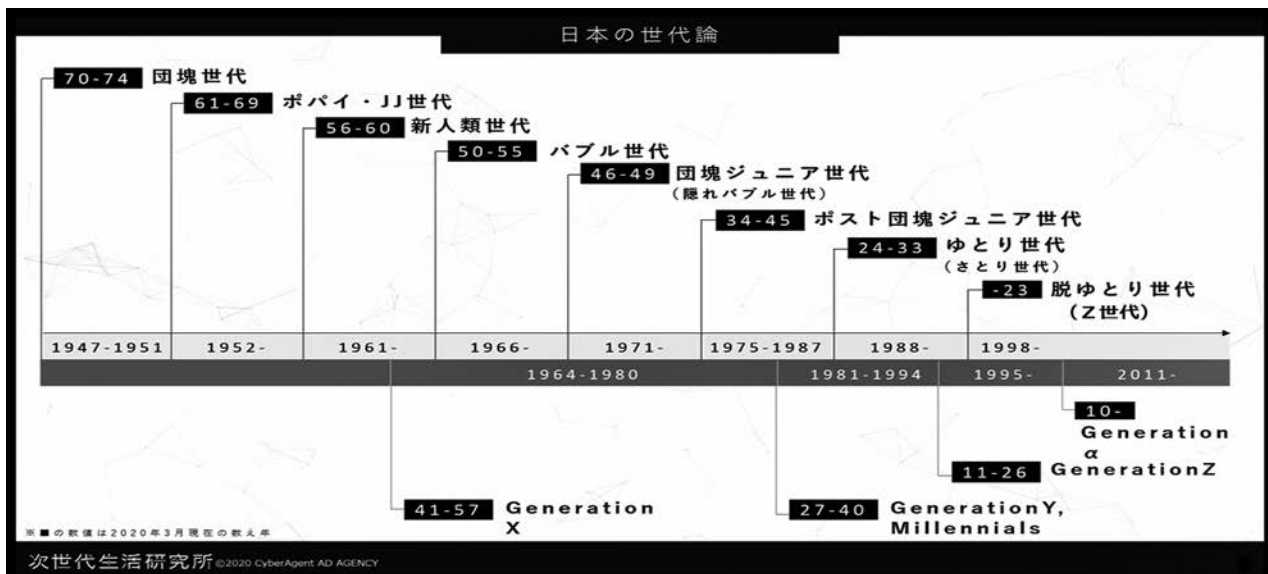 日本の世代論
70-74 団塊世代
61-69 ポパイ・JJ世代
56-60 新人類世代
50-55 バブル世代
46-49 団塊ジュニア世代
(隠れバブル世代)
34-45 ポスト団塊ジュニア世代
24-33 ゆとり世代
(さとり世代)
-23 脱ゆとり世代
(Z世代)
1947-1951 1952- 1961- 1966- 1971- 1975-1987 1988- 1998-
1964-1980 1981-1994 1995- 2011-
10-
Generation
α
11-26 GenerationZ
41-57 Generation
X
27-40 GenerationY,
Millennials
※■の数値は2020年3月現在の数え年
次世代生活研究所 ©2020 CyberAgent AD AGENCY